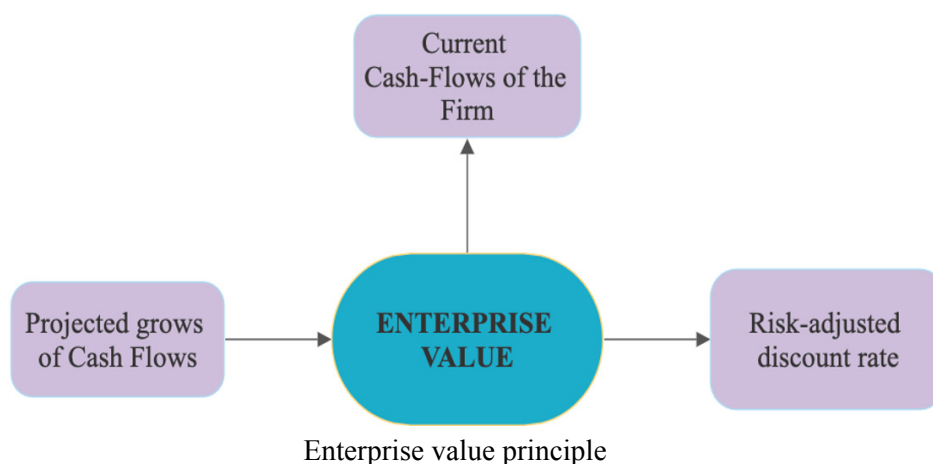 Current
Cash-Flows of the
Firm
Projected grows
of Cash Flows
ENTERPRISE
VALUE
Risk-adjusted
discount rate
Enterprise value principle